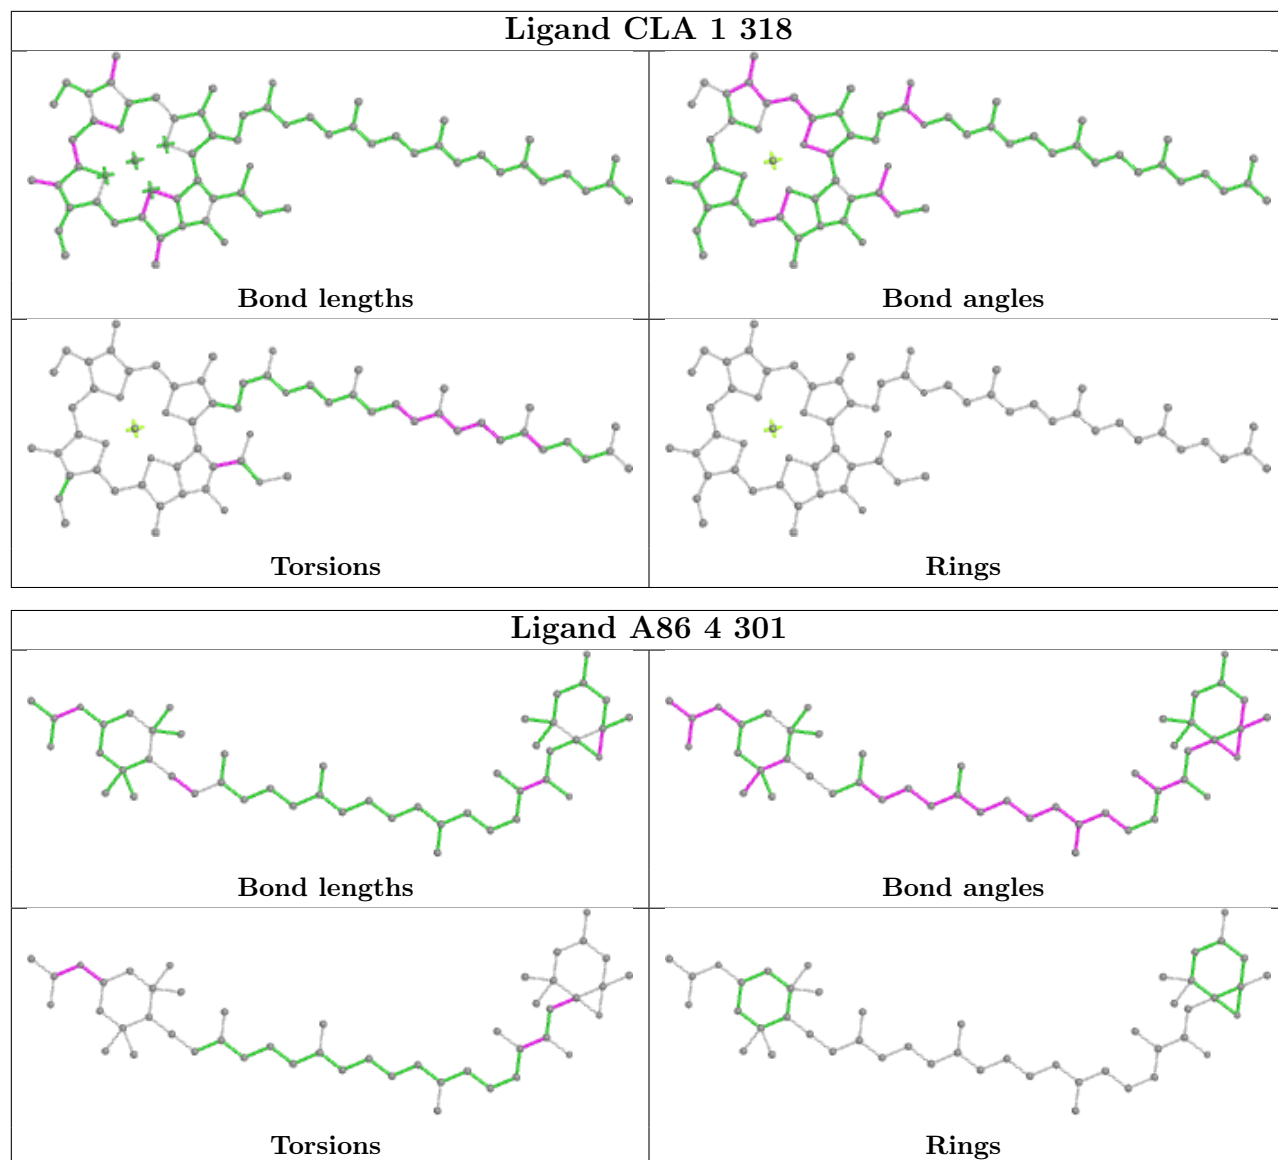 Ligand CLA 1 318
Bond lengths
Bond angles
Torsions
Rings
Ligand A86 4 301
Bond lengths
Bond angles
Torsions
Rings